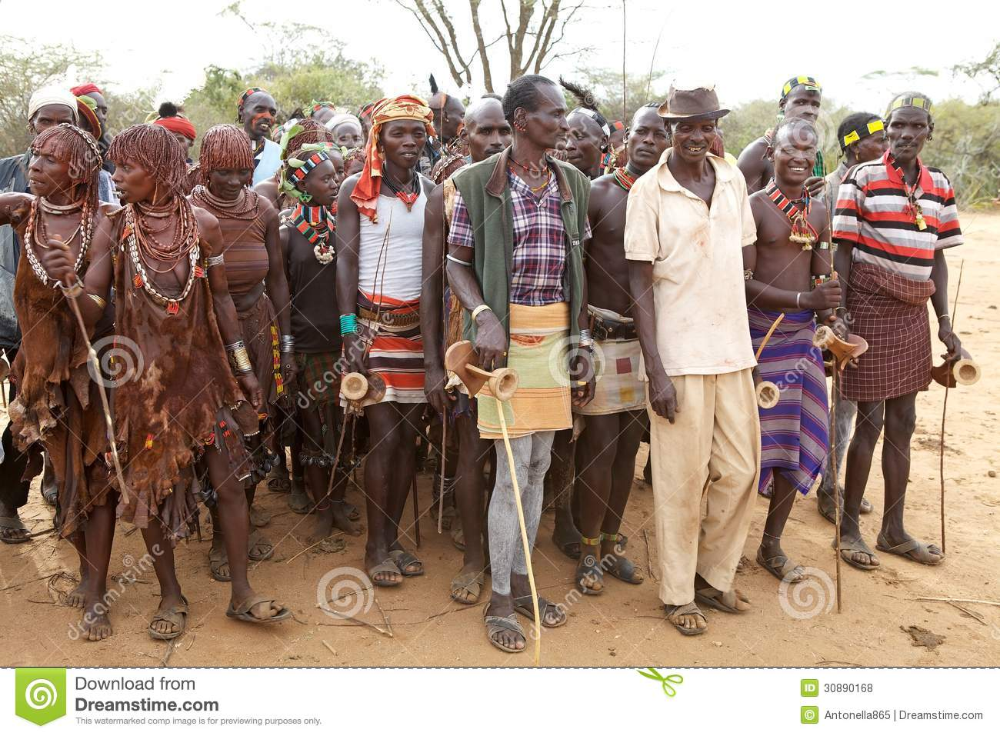 Download from
Dreamstime.com
This watermarked comp image is for previewing purposes only.
ID 30890168
© Antonella865 | Dreamstime.com